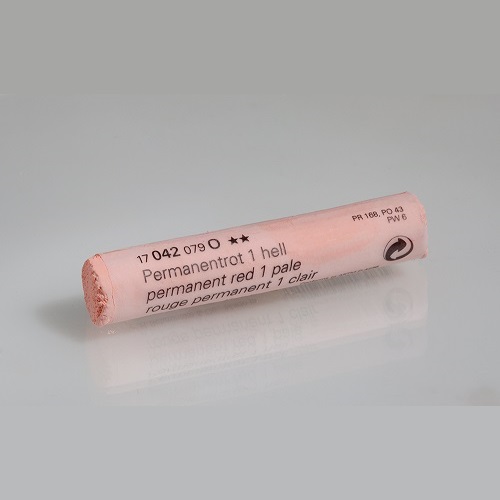 17 042 079 O ★★
Permanentrot 1 hell
permanent red 1 pale
rouge permanent 1 clair
PR 168, PO 43
PW 6